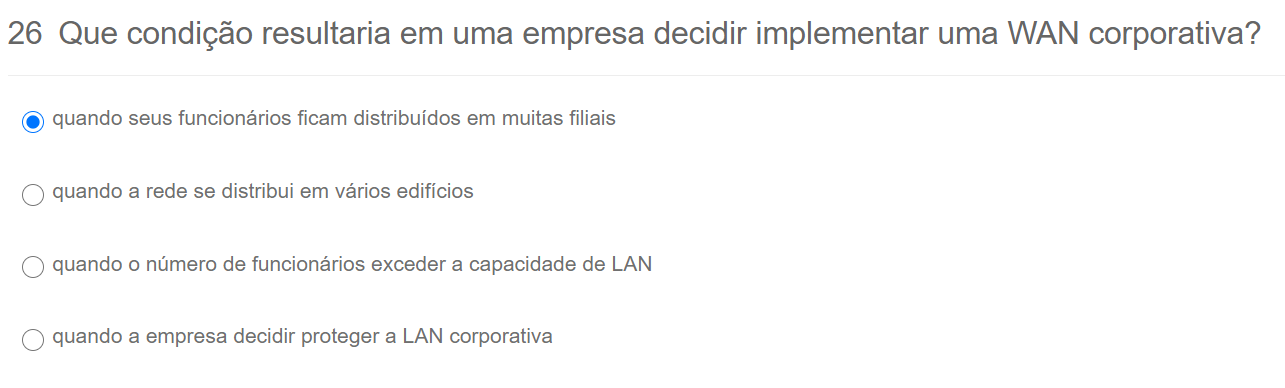 26 Que condição resultaria em uma empresa decidir implementar uma WAN corporativa?
quando seus funcionários ficam distribuídos em muitas filiais
quando a rede se distribui em vários edifícios
quando o número de funcionários exceder a capacidade de LAN
quando a empresa decidir proteger a LAN corporativa